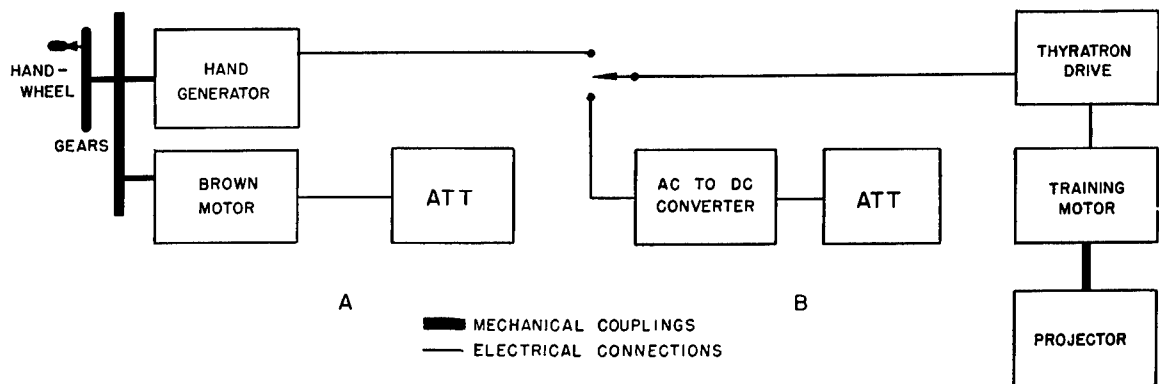 HAND-
WHEEL
GEARS
HAND
GENERATOR
BROWN
MOTOR
ATT
AC TO DC
CONVERTER
ATT
THYRATRON
DRIVE
TRAINING
MOTOR
PROJECTOR
A
B
MECHANICAL COUPLINGS
ELECTRICAL CONNECTIONS